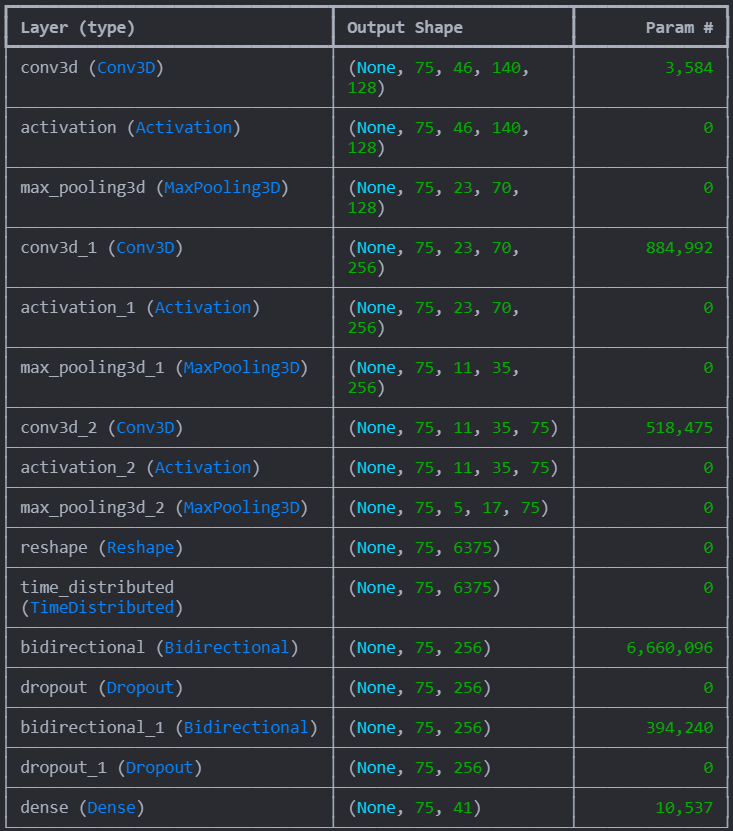 Layer (type) Output Shape Param #
conv3d (Conv3D) (None, 75, 46, 140, 3,584
128)
activation (Activation) (None, 75, 46, 140, 0
128)
max_pooling3d (MaxPooling3D) (None, 75, 23, 70, 0
128)
conv3d_1 (Conv3D) (None, 75, 23, 70, 884,992
256)
activation_1 (Activation) (None, 75, 23, 70, 0
256)
max_pooling3d_1 (MaxPooling3D) (None, 75, 11, 35, 0
256)
conv3d_2 (Conv3D) (None, 75, 11, 35, 75) 518,475
activation_2 (Activation) (None, 75, 11, 35, 75) 0
max_pooling3d_2 (MaxPooling3D) (None, 75, 5, 17, 75) 0
reshape (Reshape) (None, 75, 6375) 0
time_distributed (None, 75, 6375) 0
(TimeDistributed)
bidirectional (Bidirectional) (None, 75, 256) 6,660,096
dropout (Dropout) (None, 75, 256) 0
bidirectional_1 (Bidirectional) (None, 75, 256) 394,240
dropout_1 (Dropout) (None, 75, 256) 0
dense (Dense) (None, 75, 41) 10,537